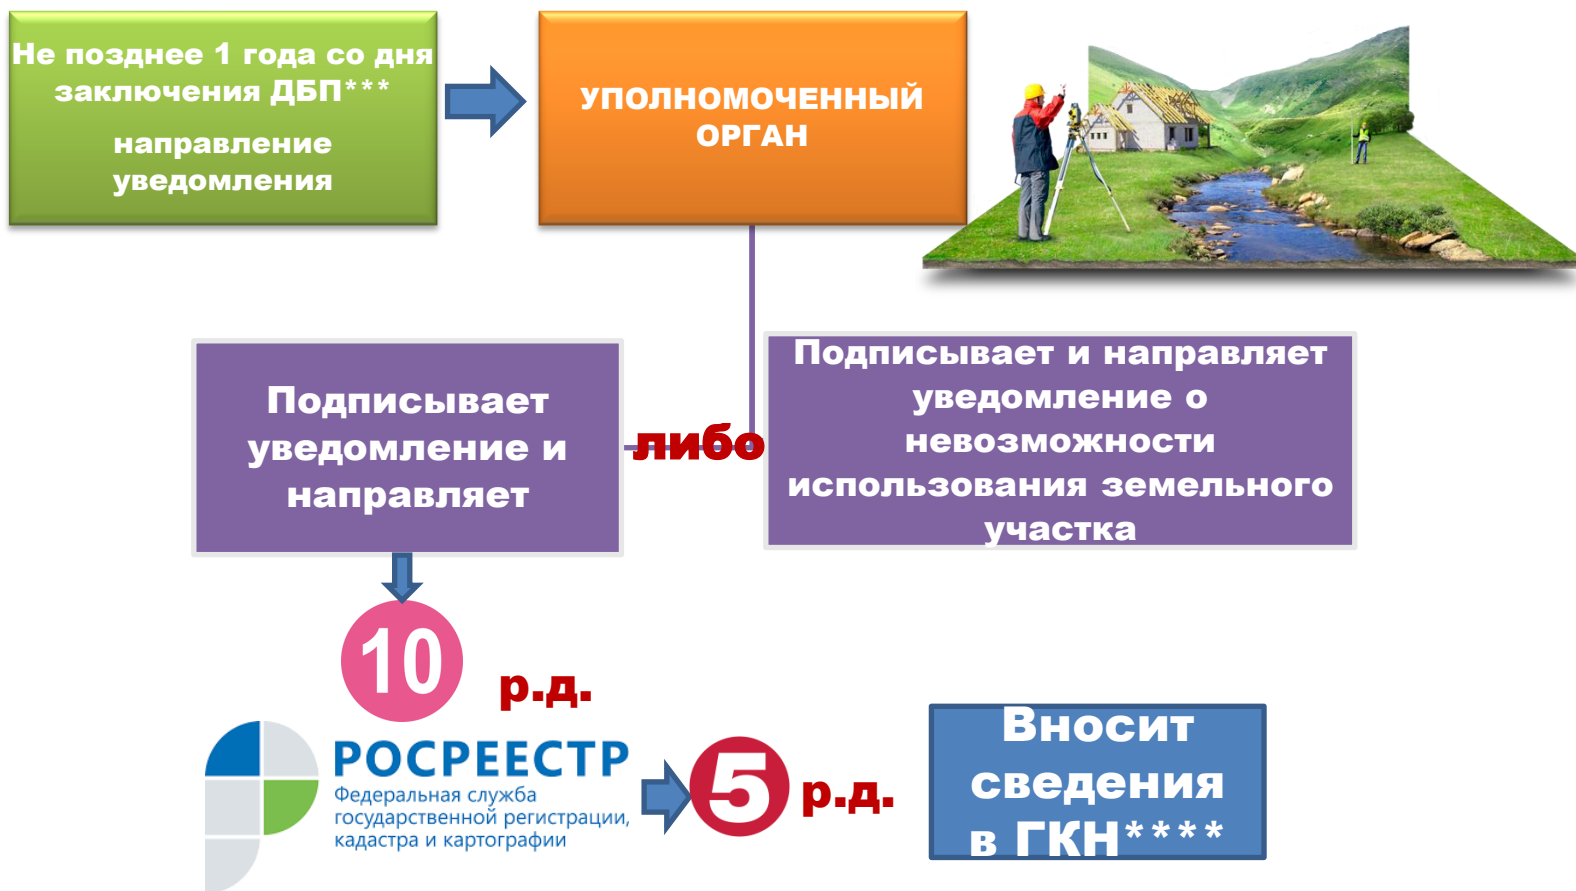 Не позднее 1 года со дня
заключения ДБП***
направление
уведомления
УПОЛНОМОЧЕННЫЙ
ОРГАН
Подписывает
уведомление и
направляет
либо
Подписывает и направляет
уведомление о
невозможности
использования земельного
участка
10
р.д.
РОСРЕЕСТР
Федеральная служба
государственной регистрации,
кадастра и картографии
5
р.д.
Вносит
сведения
в ГКН****